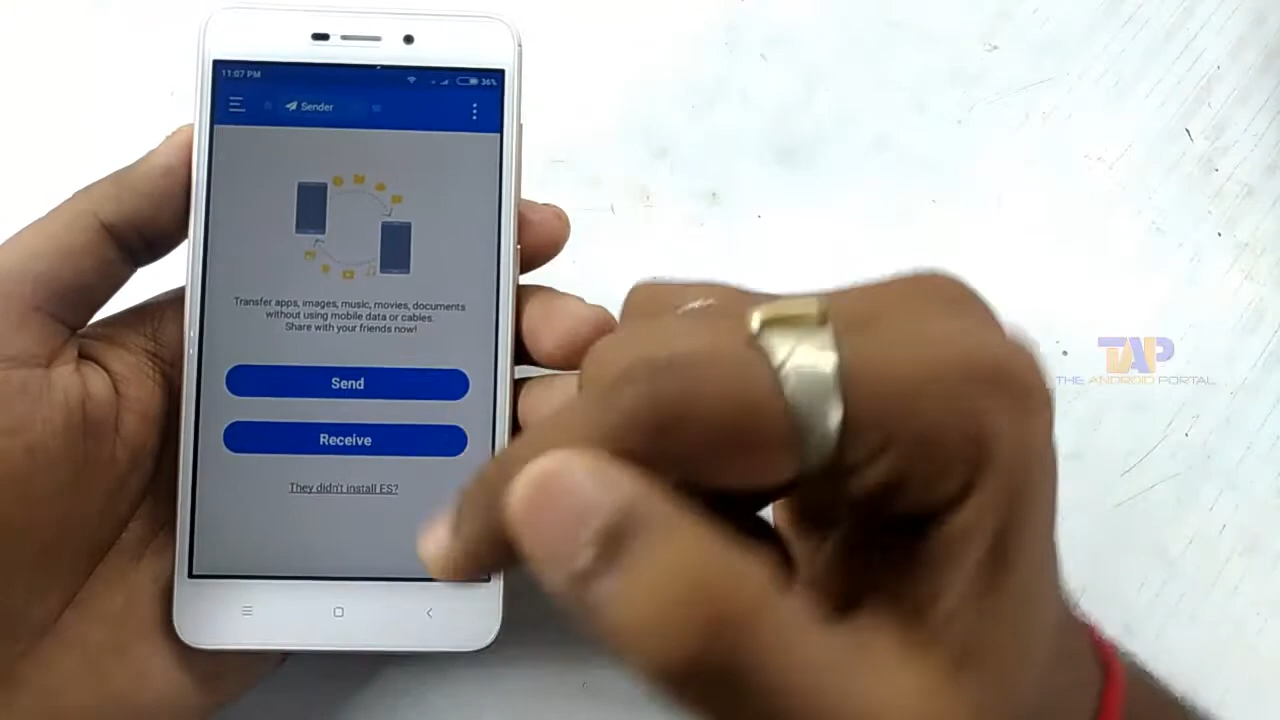 11:07 PM
36%
Sender
Transfer apps, images, music, movies, documents
without using mobile data or cables.
Share with your friends now!
Send
Receive
They didn't install ES?
TAP
THE ANDROID PORTAL